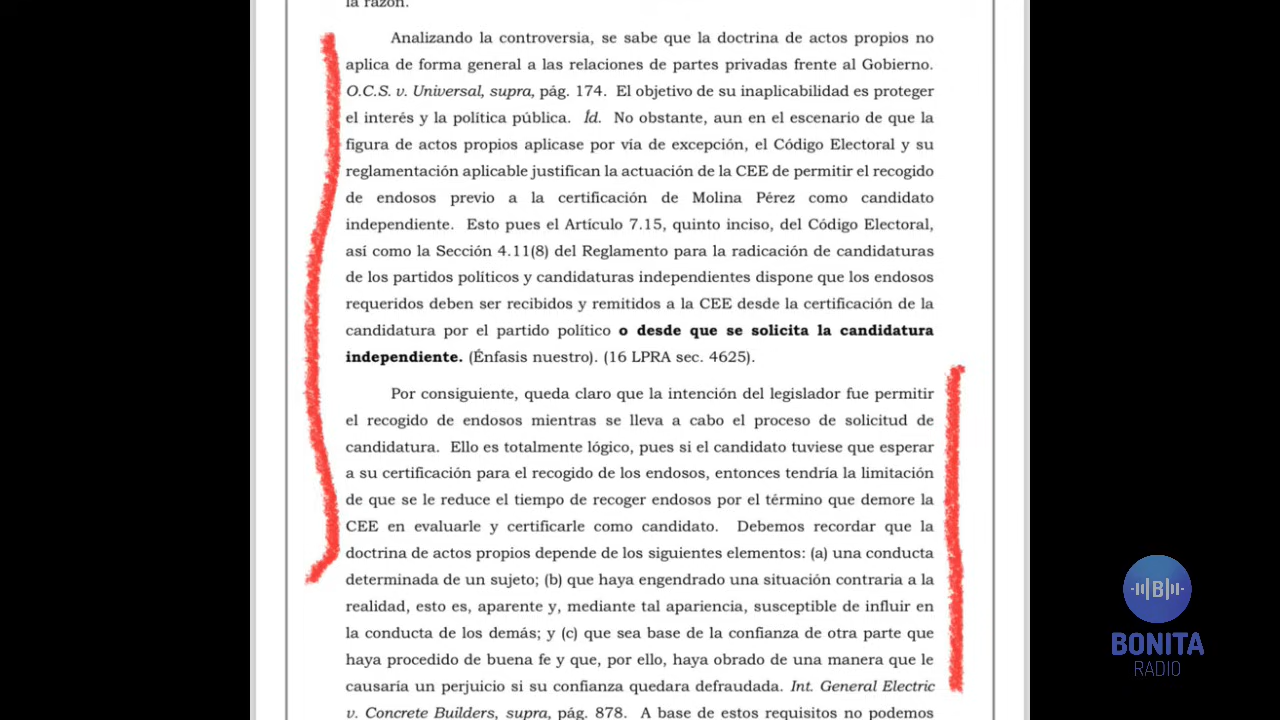 la razón.
Analizando la controversia, se sabe que la doctrina de actos propios no
aplica de forma general a las relaciones de partes privadas frente al Gobierno.
O.C.S. v. Universal, supra, pág. 174. El objetivo de su inaplicabilidad es proteger
el interés y la política pública. Íd. No obstante, aun en el escenario de que la
figura de actos propios aplicase por vía de excepción, el Código Electoral y su
reglamentación aplicable justifican la actuación de la CEE de permitir el recogido
de endosos previo a la certificación de Molina Pérez como candidato
independiente. Esto pues el Artículo 7.15, quinto inciso, del Código Electoral,
así como la Sección 4.11(8) del Reglamento para la radicación de candidaturas
de los partidos políticos y candidaturas independientes dispone que los endosos
requeridos deben ser recibidos y remitidos a la CEE desde la certificación de la
candidatura por el partido político o desde que se solicita la candidatura
independiente. (Énfasis nuestro). (16 LPRA sec. 4625).
Por consiguiente, queda claro que la intención del legislador fue permitir
el recogido de endosos mientras se lleva a cabo el proceso de solicitud de
candidatura. Ello es totalmente lógico, pues si el candidato tuviese que esperar
a su certificación para el recogido de los endosos, entonces tendría la limitación
de que se le reduce el tiempo de recoger endosos por el término que demore la
CEE en evaluarle y certificarle como candidato. Debemos recordar que la
doctrina de actos propios depende de los siguientes elementos: (a) una conducta
determinada de un sujeto; (b) que haya engendrado una situación contraria a la
realidad, esto es, aparente y, mediante tal apariencia, susceptible de influir en
la conducta de los demás; y (c) que sea base de la confianza de otra parte que
haya procedido de buena fe y que, por ello, haya obrado de una manera que le
causaría un perjuicio si su confianza quedara defraudada. Int. General Electric
v. Concrete Builders, supra, pág. 878. A base de estos requisitos no podemos
B
BONITA
RADIO